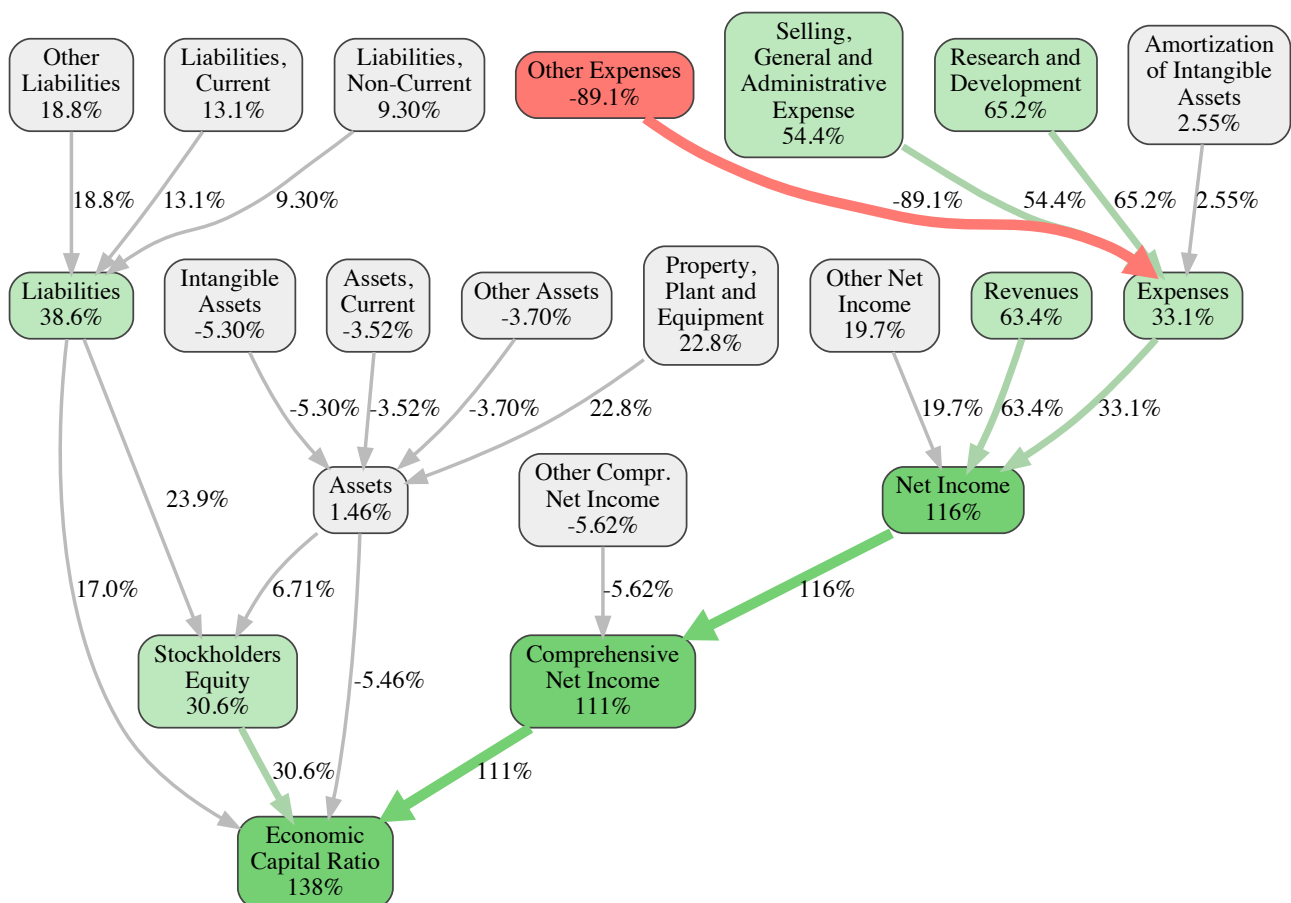 Other
Liabilities
18.8%
Liabilities,
Current
13.1%
Liabilities,
Non-Current
9.30%
Other Expenses
-89.1%
Selling,
General and
Administrative
Expense
54.4%
Research and
Development
65.2%
Amortization
of Intangible
Assets
2.55%
18.8%
13.1%
9.30%
-89.1%
54.4%
65.2%
2.55%
Liabilities
38.6%
Intangible
Assets
-5.30%
Assets,
Current
-3.52%
Other Assets
-3.70%
Property,
Plant and
Equipment
22.8%
Other Net
Income
19.7%
Revenues
63.4%
Expenses
33.1%
-5.30%
-3.52%
-3.70%
22.8%
19.7%
63.4%
33.1%
23.9%
Assets
1.46%
Other Compr.
Net Income
-5.62%
Net Income
116%
17.0%
6.71%
-5.62%
116%
Stockholders
Equity
30.6%
-5.46%
Comprehensive
Net Income
111%
30.6%
111%
Economic
Capital Ratio
138%